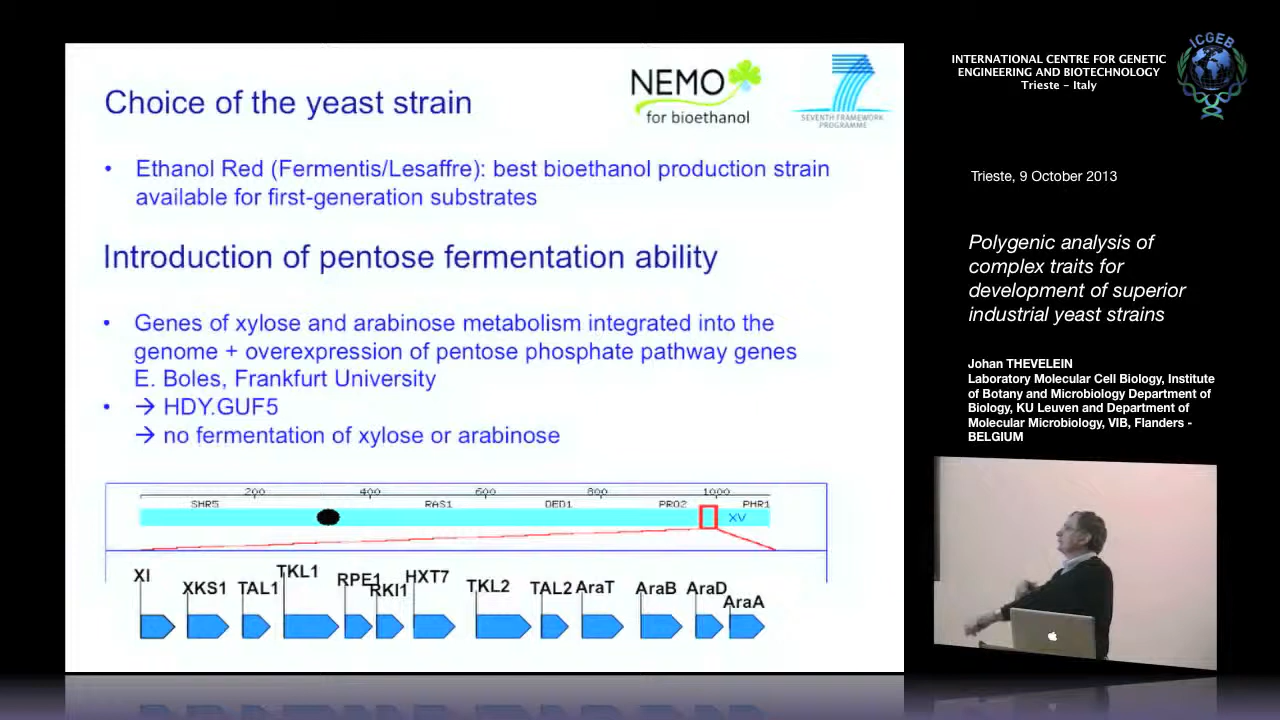 Choice of the yeast strain
NEMO
for bioethanol
7
SEVENTH FRAMEWORK
PROGRAMME
• Ethanol Red (Fermentis/Lesaffre): best bioethanol production strain
available for first-generation substrates
Introduction of pentose fermentation ability
• Genes of xylose and arabinose metabolism integrated into the
genome + overexpression of pentose phosphate pathway genes
E. Boles, Frankfurt University
• → HDY.GUF5
→ no fermentation of xylose or arabinose
200 400 600 800 1000
SHR5 RAS1 DED1 PRO2 PHR1
XV
XI XKS1 TAL1 TKL1 RPE1 RKI1 HXT7 TKL2 TAL2 AraT AraB AraD AraA
INTERNATIONAL CENTRE FOR GENETIC
ENGINEERING AND BIOTECHNOLOGY
Trieste - Italy
ICGEB
Trieste, 9 October 2013
Polygenic analysis of
complex traits for
development of superior
industrial yeast strains
Johan THEVELEIN
Laboratory Molecular Cell Biology, Institute
of Botany and Microbiology Department of
Biology, KU Leuven and Department of
Molecular Microbiology, VIB, Flanders -
BELGIUM